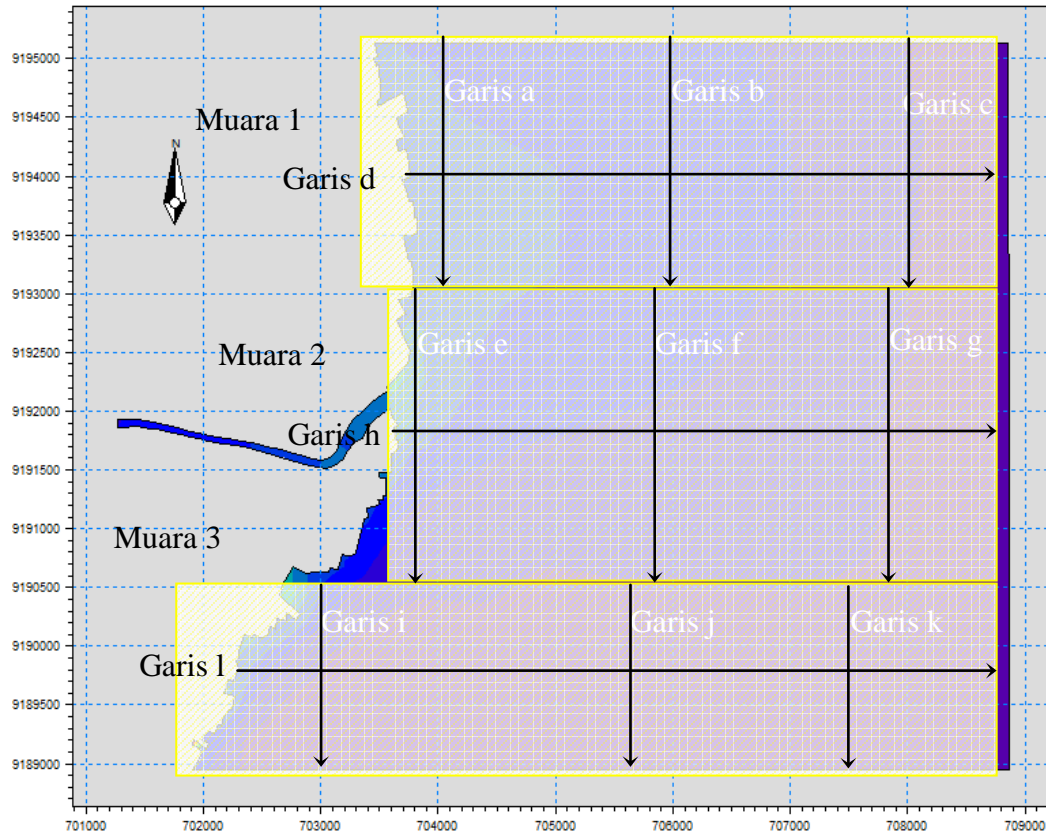 9195000
9194500
9194000
9193500
9193000
9192500
9192000
9191500
9191000
9190500
9190000
9189500
9189000
Muara 1
N
Garis a
Garis b
Garis c
Garis d
Muara 2
Garis e
Garis f
Garis g
Garis h
Muara 3
Garis i
Garis j
Garis k
Garis l
701000 702000 703000 704000 705000 706000 707000 708000 709000